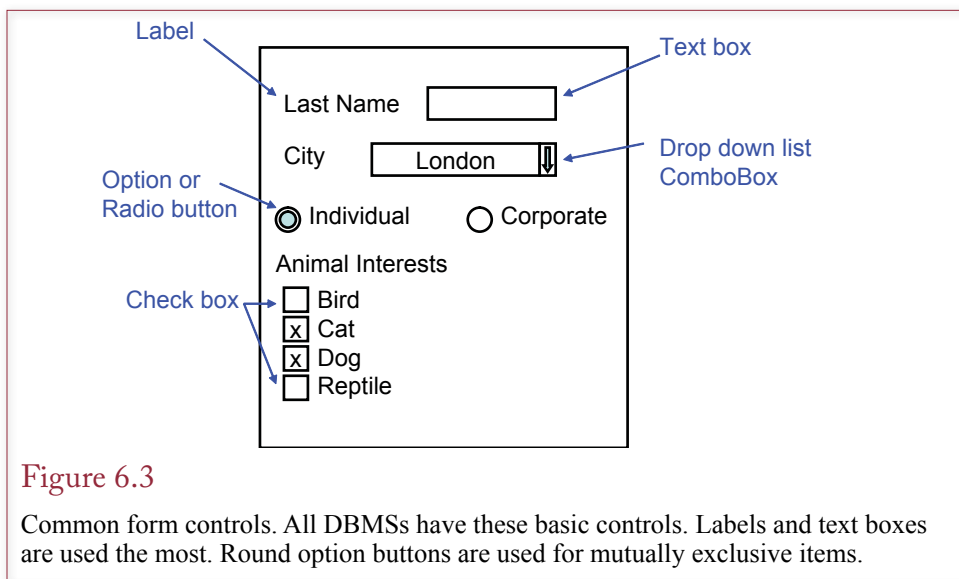 Label
Text box
Last Name
City
London
Drop down list
ComboBox
Option or
Radio button
Individual
Corporate
Animal Interests
Check box
Bird
x Cat
x Dog
Reptile
Figure 6.3
Common form controls. All DBMSs have these basic controls. Labels and text boxes
are used the most. Round option buttons are used for mutually exclusive items.